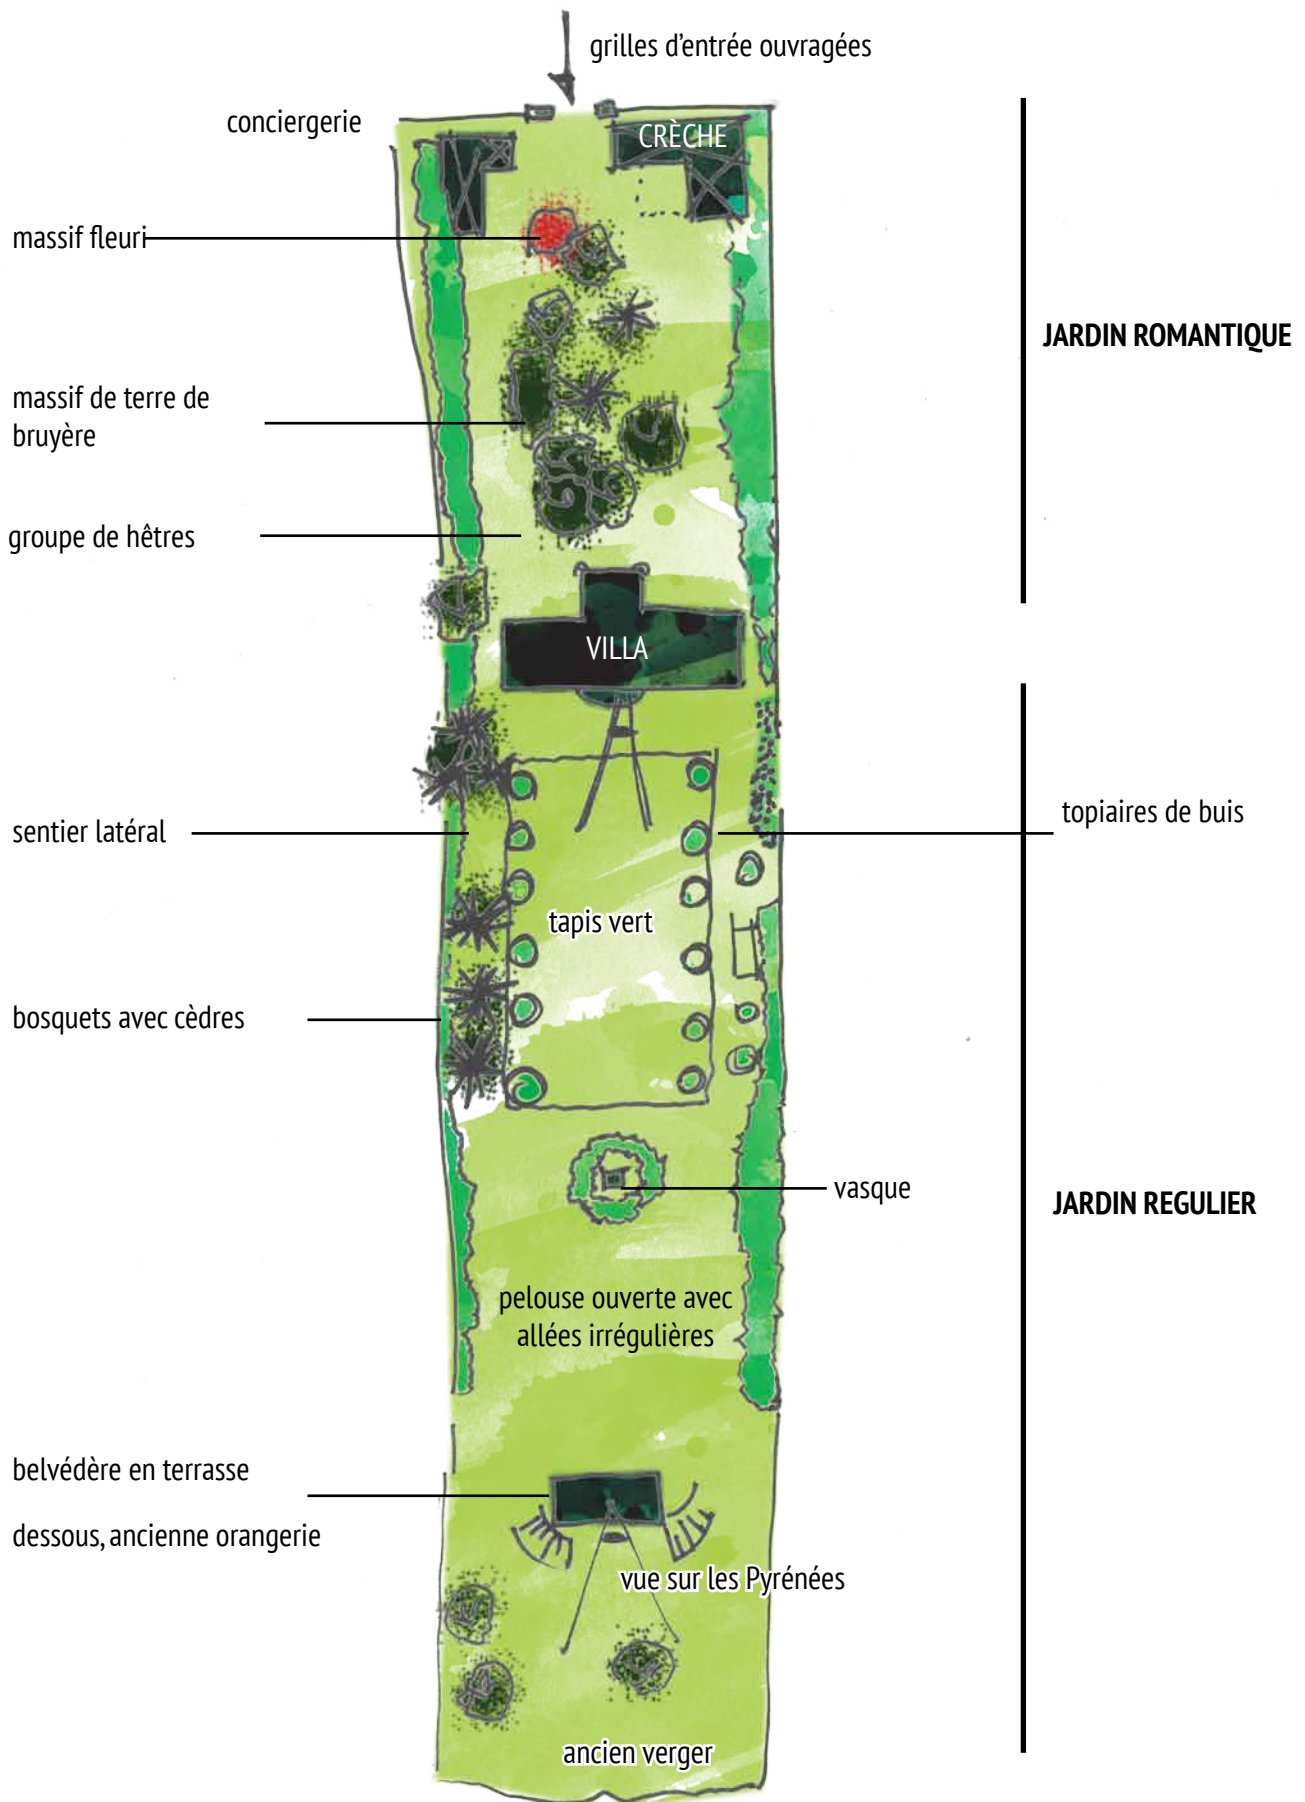 grilles d’entrée ouvragées
conciergerie
CRÈCHE
massif fleuri
JARDIN ROMANTIQUE
massif de terre de
bruyère
groupe de hêtres
VILLA
topiaires de buis
sentier latéral
tapis vert
bosquets avec cèdres
vasque
JARDIN REGULIER
pelouse ouverte avec
allées irrégulières
belvédère en terrasse
dessous, ancienne orangerie
vue sur les Pyrénées
ancien verger